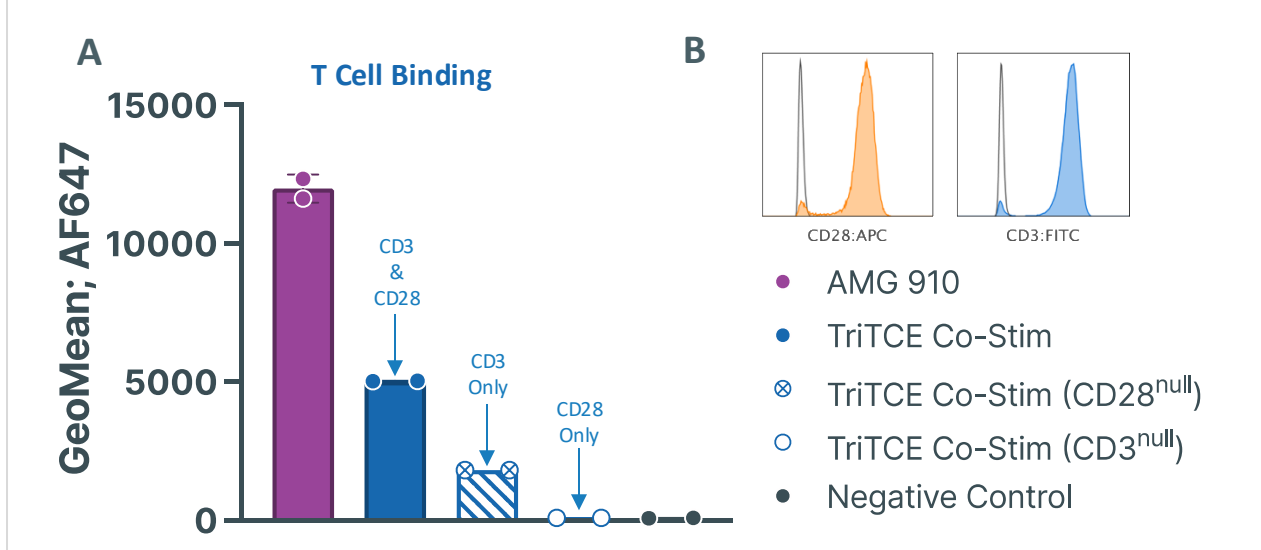 A
T Cell Binding
15000
10000
5000
0
GeoMean; AF647
CD3
&
CD28
CD3
Only
CD28
Only
B
CD28:APC
CD3:FITC
AMG 910
TriTCE Co-Stim
TriTCE Co-Stim (CD28null)
TriTCE Co-Stim (CD3null)
Negative Control